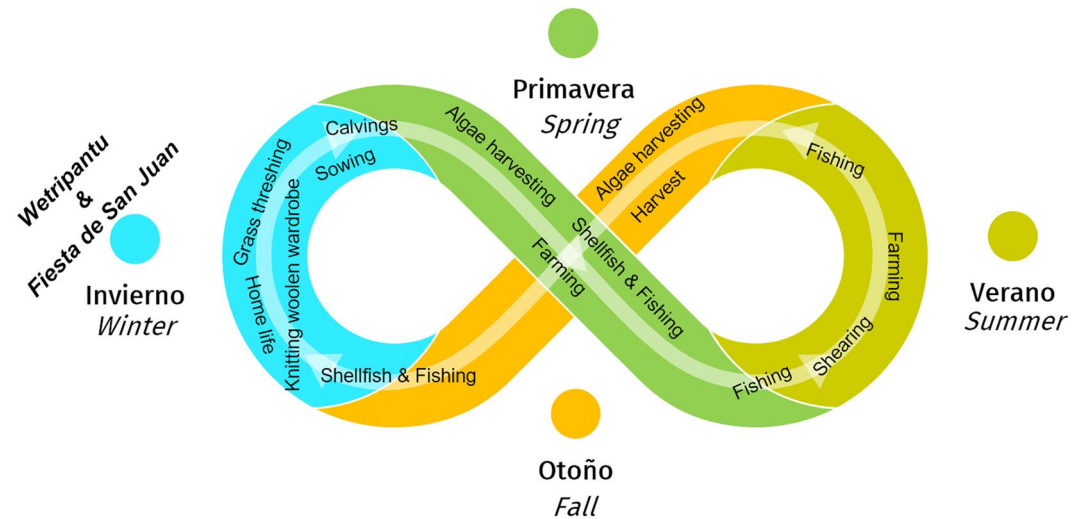 Primavera
Spring
Wetripantu
&
Fiesta de San Juan
Invierno
Winter
Calvings
Sowing
Grass threshing
Knitting woolen wardrobe
Home life
Shellfish & Fishing
Algae harvesting
Farming
Shellfish & Fishing
Algae harvesting
Harvest
Fishing
Farming
Shearing
Fishing
Verano
Summer
Otoño
Fall